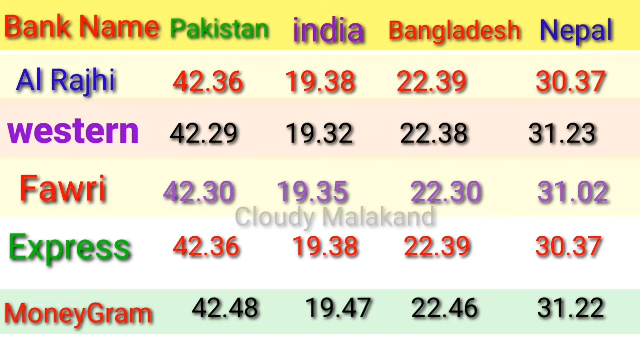 Bank Name Pakistan india Bangladesh Nepal
Al Rajhi 42.36 19.38 22.39 30.37
western 42.29 19.32 22.38 31.23
Fawri 42.30 19.35 22.30 31.02
Cloudy Malakand
Express 42.36 19.38 22.39 30.37
MoneyGram 42.48 19.47 22.46 31.22